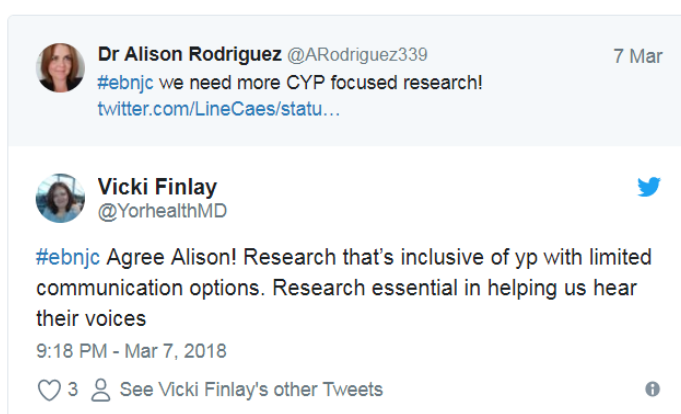 Dr Alison Rodriguez @ARodriguez339 7 Mar
#ebnjc we need more CYP focused research!
twitter.com/LineCaes/statu…
Vicki Finlay
@YorhealthMD
#ebnjc Agree Alison! Research that's inclusive of yp with limited
communication options. Research essential in helping us hear
their voices
9:18 PM - Mar 7, 2018
3 See Vicki Finlay's other Tweets